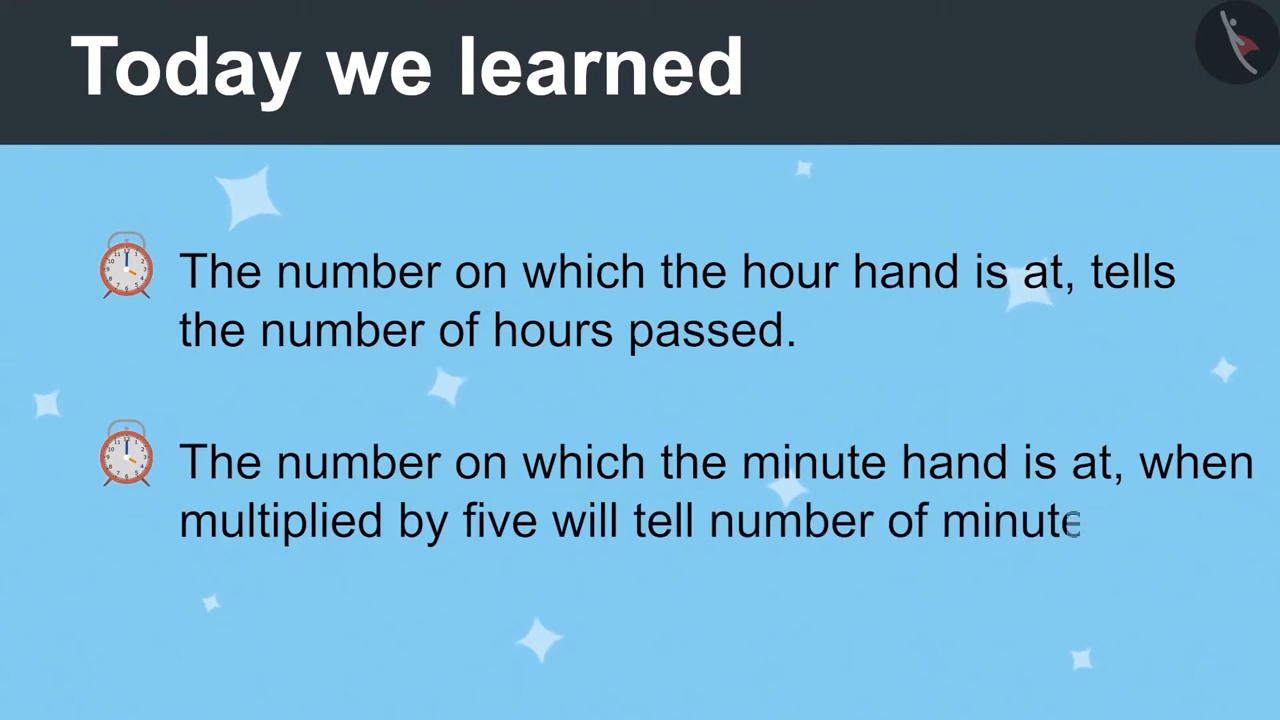 Today we learned
The number on which the hour hand is at, tells
the number of hours passed.
The number on which the minute hand is at, when
multiplied by five will tell number of minute